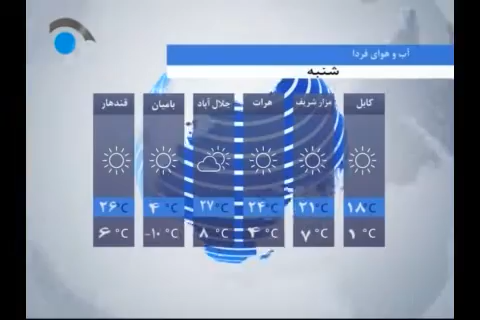 آب و هوای فردا
شنبه
کابل مزار شریف هرات جلال آباد بامیان قندهار
۱۸°C ۲۱°C ۲۴°C ۲۷°C ۴°C ۲۶°C
۱°C ۷°C ۴°C ۸°C -۱۰°C ۶°C